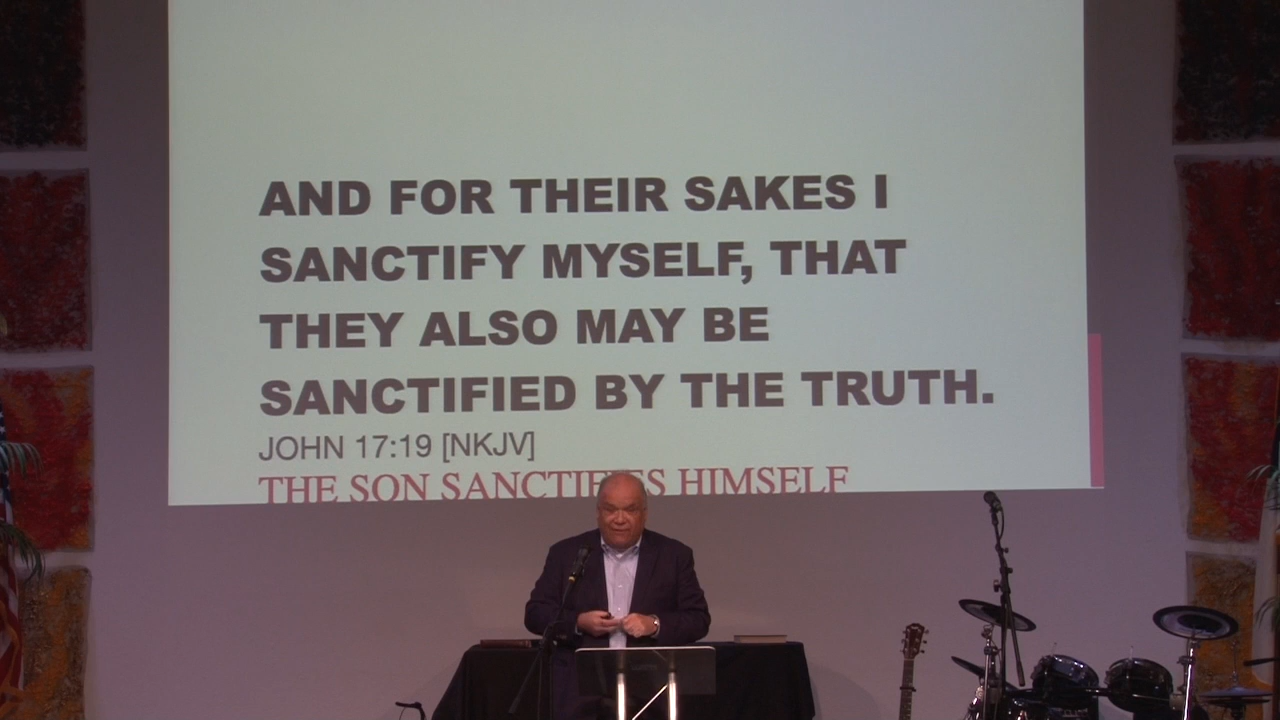 AND FOR THEIR SAKES I
SANCTIFY MYSELF, THAT
THEY ALSO MAY BE
SANCTIFIED BY THE TRUTH.
JOHN 17:19 [NKJV]
THE SON SANCTIFIES HIMSELF